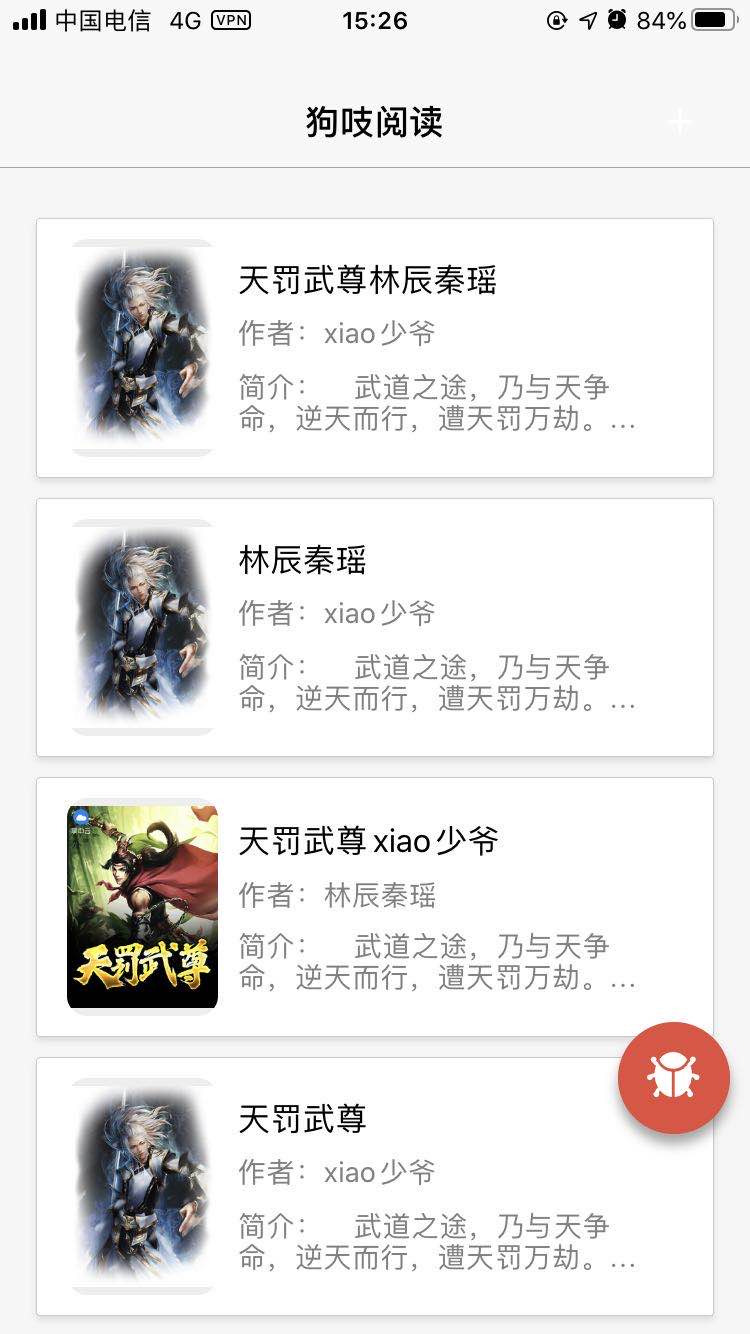 中国电信 4G VPN 15:26 84%
狗吱阅读
天罚武尊林辰秦瑶
作者：xiao少爷
简介： 武道之途，乃与天争
命，逆天而行，遭天罚万劫。...
林辰秦瑶
作者：xiao少爷
简介： 武道之途，乃与天争
命，逆天而行，遭天罚万劫。...
掌中云
天罚武尊
天罚武尊xiao少爷
作者：林辰秦瑶
简介： 武道之途，乃与天争
命，逆天而行，遭天罚万劫。...
天罚武尊
作者：xiao少爷
简介： 武道之途，乃与天争
命，逆天而行，遭天罚万劫。...